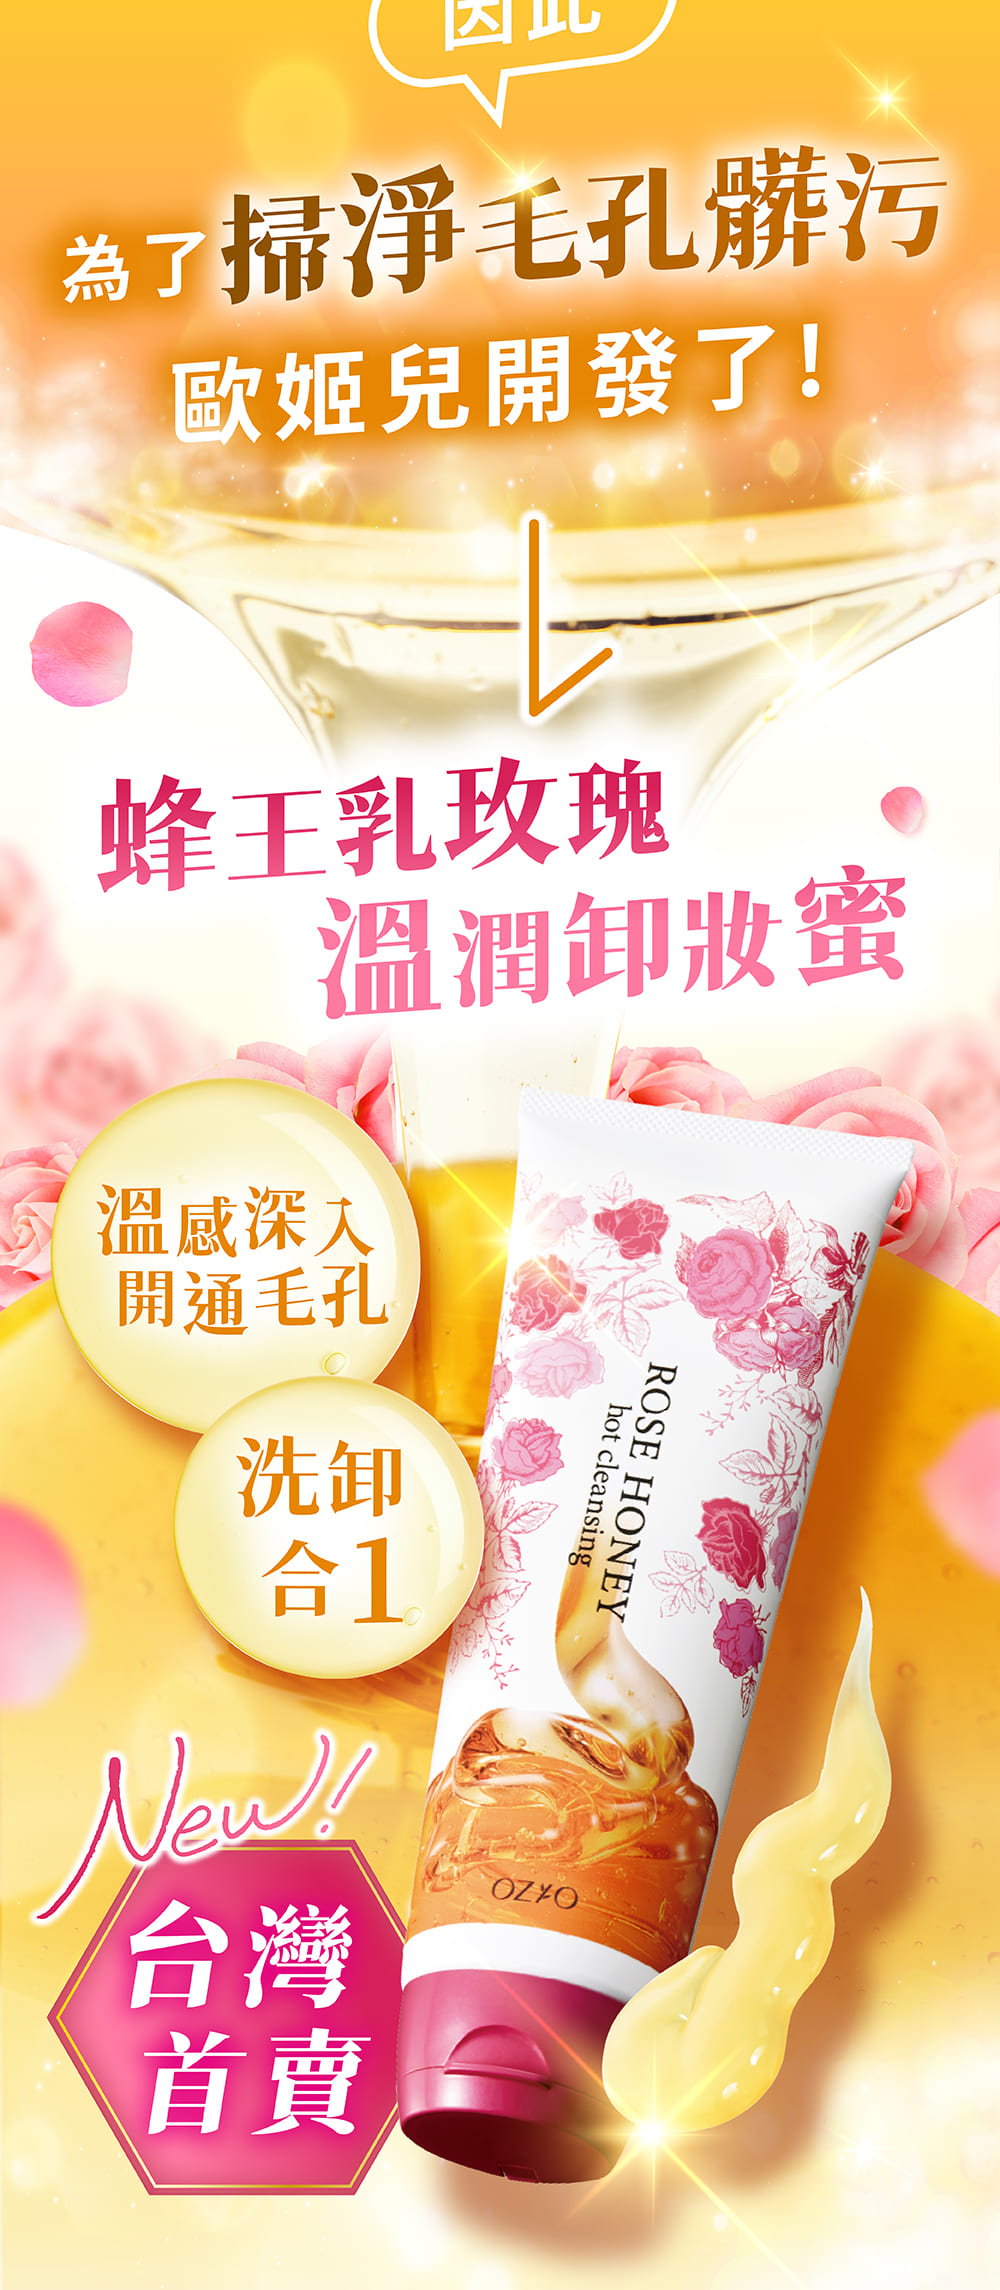 因此
為了掃淨毛孔髒污
歐姬兒開發了!
蜂王乳玫瑰
溫潤卸妝蜜
溫感深入
開通毛孔
洗卸
合1
ROSE HONEY
hot cleansing
OZIO
New!
台灣
首賣